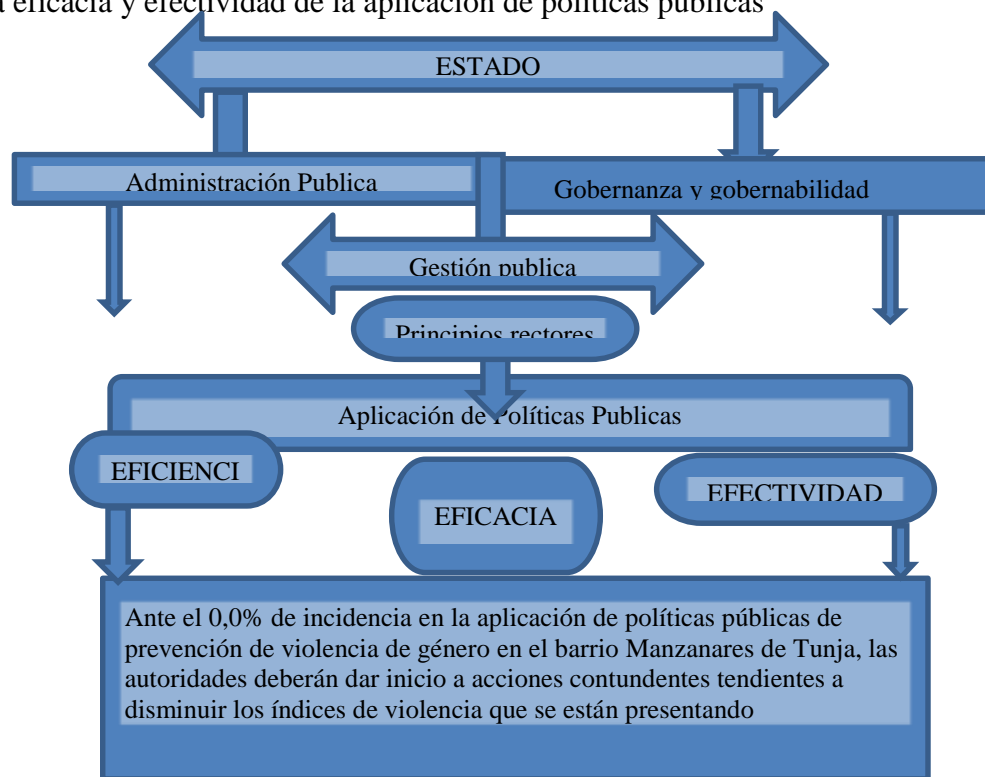 a eficacia y efectividad de la aplicación de políticas públicas
ESTADO
Administración Publica
Gobernanza y gobernabilidad
Gestión publica
Principios rectores
Aplicación de Políticas Publicas
EFICIENCI
EFICACIA
EFECTIVIDAD
Ante el 0,0% de incidencia en la aplicación de políticas públicas de
prevención de violencia de género en el barrio Manzanares de Tunja, las
autoridades deberán dar inicio a acciones contundentes tendientes a
disminuir los índices de violencia que se están presentando